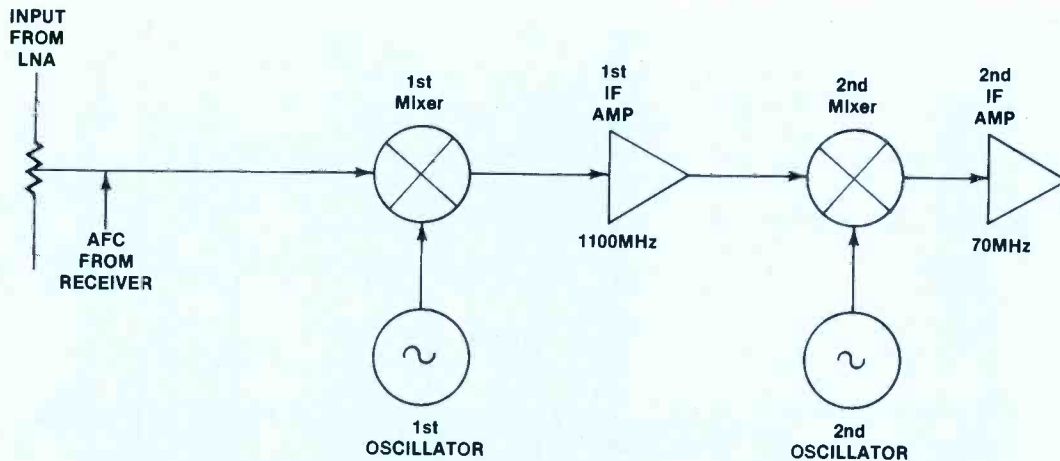 INPUT
FROM
LNA
AFC
FROM
RECEIVER
1st
Mixer
1st
OSCILLATOR
1st
IF
AMP
1100MHz
2nd
Mixer
2nd
OSCILLATOR
2nd
IF
AMP
70MHz